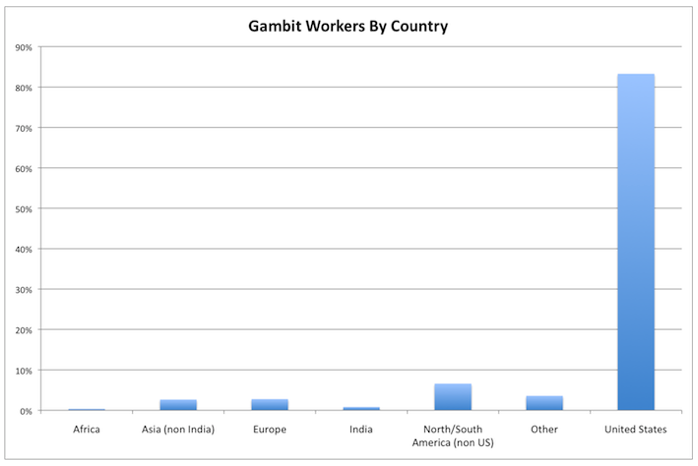 Gambit Workers By Country
90%
80%
70%
60%
50%
40%
30%
20%
10%
0%
Africa
Asia (non India)
Europe
India
North/South
America (non US)
Other
United States